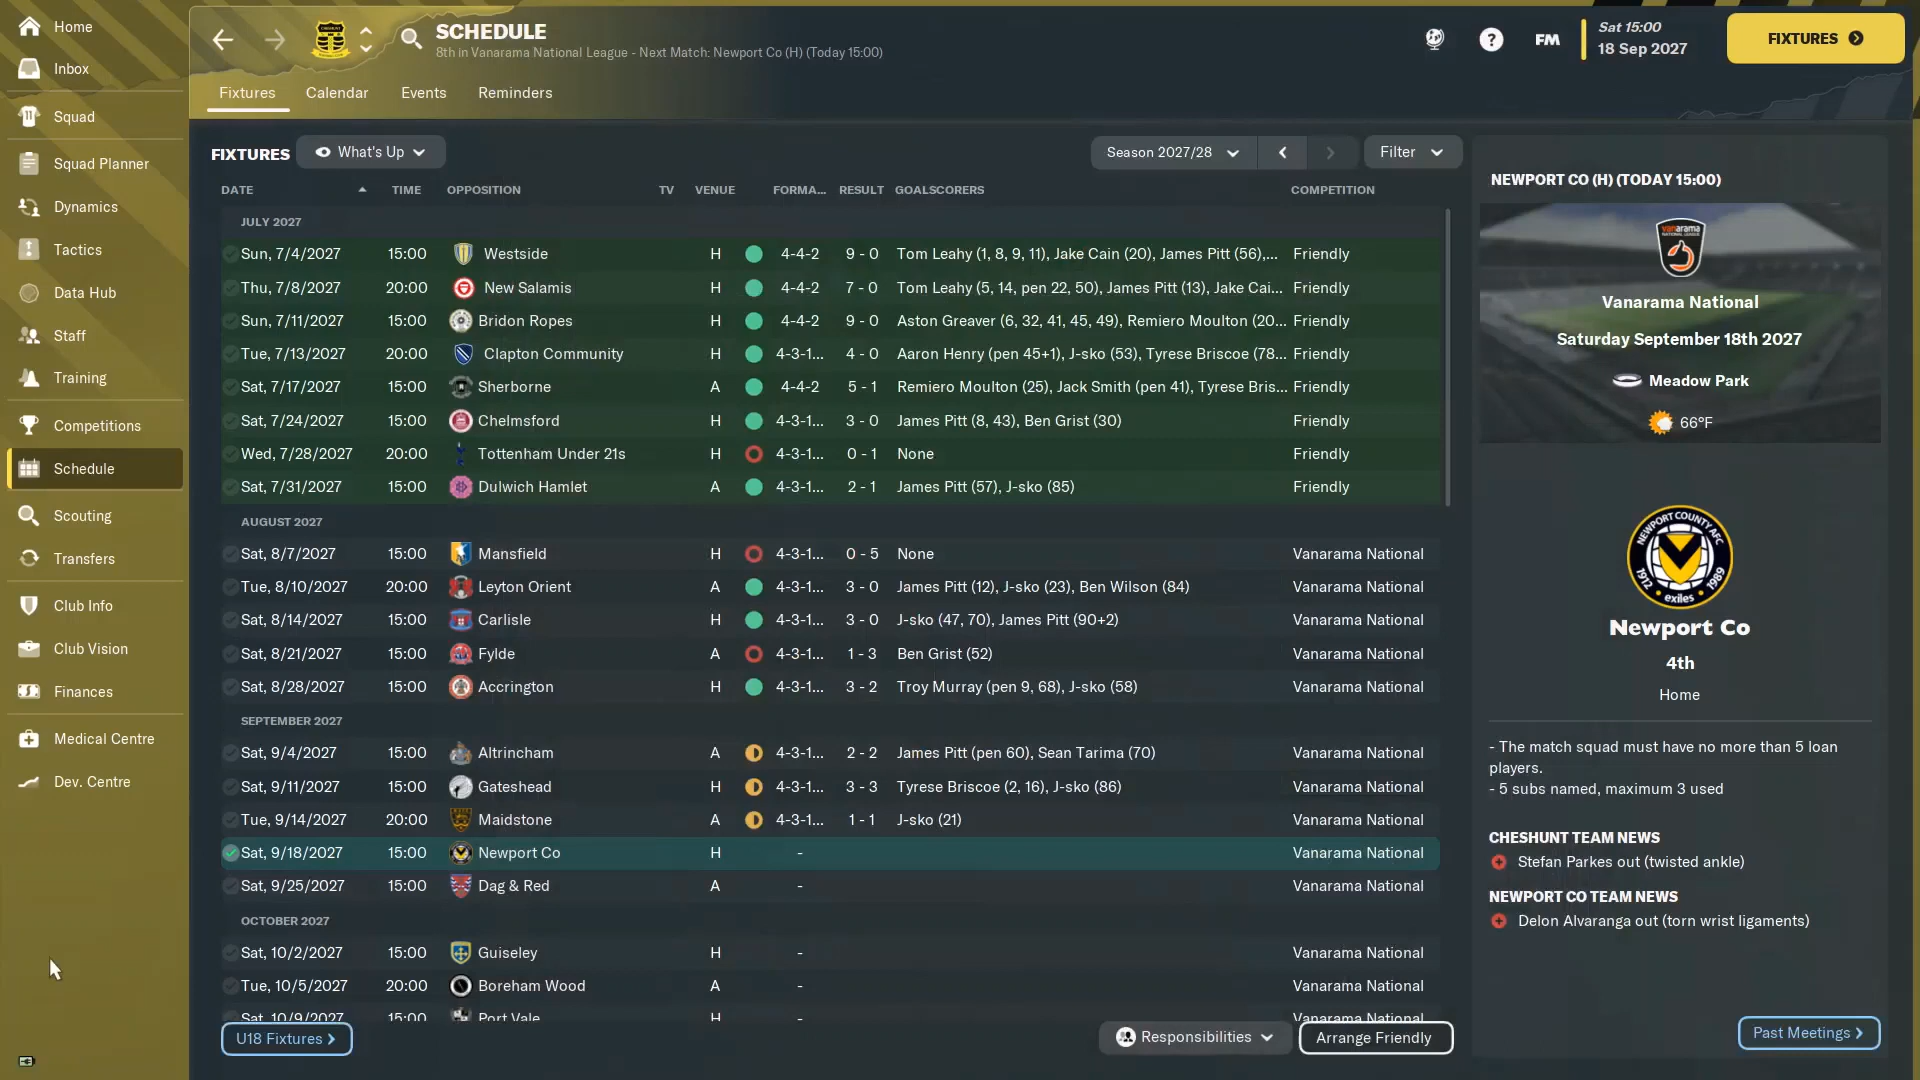 Home
Inbox
Squad
Squad Planner
Dynamics
Tactics
Data Hub
Staff
Training
Competitions
Schedule
Scouting
Transfers
Club Info
Club Vision
Finances
Medical Centre
Dev. Centre
SCHEDULE
8th in Vanarama National League - Next Match: Newport Co (H) (Today 15:00)
FM
Sat 15:00
18 Sep 2027
FIXTURES
Fixtures Calendar Events Reminders
FIXTURES What's Up Season 2027/28 Filter
DATE TIME OPPOSITION TV VENUE FORMA... RESULT GOALSCORERS COMPETITION
JULY 2027
Sun, 7/4/2027 15:00 Westside H 4-4-2 9 - 0 Tom Leahy (1, 8, 9, 11), Jake Cain (20), James Pitt (56),... Friendly
Thu, 7/8/2027 20:00 New Salamis H 4-4-2 7 - 0 Tom Leahy (5, 14, pen 22, 50), James Pitt (13), Jake Cai... Friendly
Sun, 7/11/2027 15:00 Bridon Ropes H 4-4-2 9 - 0 Aston Greaver (6, 32, 41, 45, 49), Remiero Moulton (20... Friendly
Tue, 7/13/2027 20:00 Clapton Community H 4-3-1... 4 - 0 Aaron Henry (pen 45+1), J-sko (53), Tyrese Briscoe (78... Friendly
Sat, 7/17/2027 15:00 Sherborne A 4-4-2 5 - 1 Remiero Moulton (25), Jack Smith (pen 41), Tyrese Bris... Friendly
Sat, 7/24/2027 15:00 Chelmsford H 4-3-1... 3 - 0 James Pitt (8, 43), Ben Grist (30) Friendly
Wed, 7/28/2027 20:00 Tottenham Under 21s H 4-3-1... 0 - 1 None Friendly
Sat, 7/31/2027 15:00 Dulwich Hamlet A 4-3-1... 2 - 1 James Pitt (57), J-sko (85) Friendly
AUGUST 2027
Sat, 8/7/2027 15:00 Mansfield H 4-3-1... 0 - 5 None Vanarama National
Tue, 8/10/2027 20:00 Leyton Orient A 4-3-1... 3 - 0 James Pitt (12), J-sko (23), Ben Wilson (84) Vanarama National
Sat, 8/14/2027 15:00 Carlisle H 4-3-1... 3 - 0 J-sko (47, 70), James Pitt (90+2) Vanarama National
Sat, 8/21/2027 15:00 Fylde A 4-3-1... 1 - 3 Ben Grist (52) Vanarama National
Sat, 8/28/2027 15:00 Accrington H 4-3-1... 3 - 2 Troy Murray (pen 9, 68), J-sko (58) Vanarama National
SEPTEMBER 2027
Sat, 9/4/2027 15:00 Altrincham A 4-3-1... 2 - 2 James Pitt (pen 60), Sean Tarima (70) Vanarama National
Sat, 9/11/2027 15:00 Gateshead H 4-3-1... 3 - 3 Tyrese Briscoe (2, 16), J-sko (86) Vanarama National
Tue, 9/14/2027 20:00 Maidstone A 4-3-1... 1 - 1 J-sko (21) Vanarama National
Sat, 9/18/2027 15:00 Newport Co H - Vanarama National
Sat, 9/25/2027 15:00 Dag & Red A - Vanarama National
OCTOBER 2027
Sat, 10/2/2027 15:00 Guiseley H - Vanarama National
Tue, 10/5/2027 20:00 Boreham Wood A - Vanarama National
Sat, 10/9/2027 15:00 Port Vale H - Vanarama National
U18 Fixtures Responsibilities Arrange Friendly
NEWPORT CO (H) (TODAY 15:00)
vanarama
Vanarama National
Saturday September 18th 2027
Meadow Park
66°F
NEWPORT COUNTY AFC
1912 1989
exiles
Newport Co
4th
Home
- The match squad must have no more than 5 loan
players.
- 5 subs named, maximum 3 used
CHESHUNT TEAM NEWS
Stefan Parkes out (twisted ankle)
NEWPORT CO TEAM NEWS
Delon Alvaranga out (torn wrist ligaments)
Past Meetings